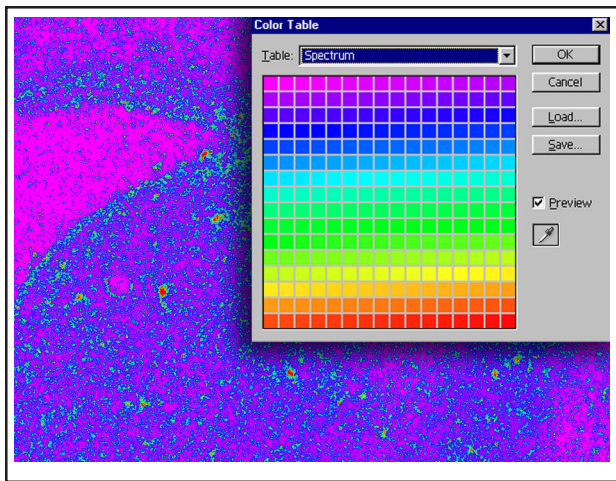 Color Table
Table: Spectrum
OK
Cancel
Load...
Save...
Preview